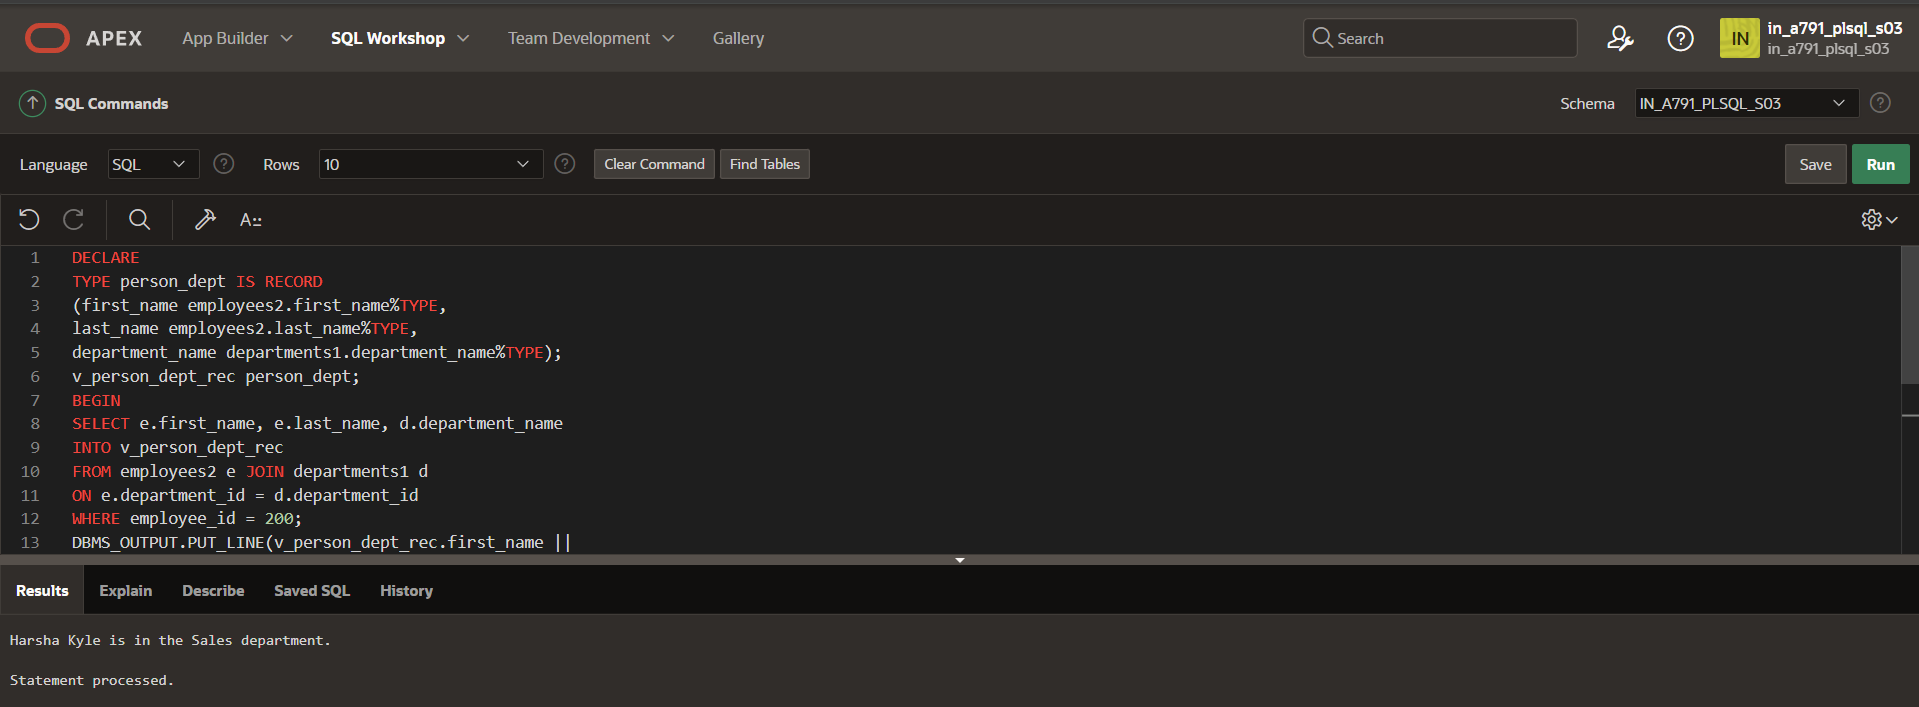 APEX App Builder SQL Workshop Team Development Gallery Search IN in_a791_plsql_s03
in_a791_plsql_s03
SQL Commands Schema IN_A791_PLSQL_S03
Language SQL Rows 10 Clear Command Find Tables Save Run
A::
1 DECLARE
2 TYPE person_dept IS RECORD
3 (first_name employees2.first_name%TYPE,
4 last_name employees2.last_name%TYPE,
5 department_name departments1.department_name%TYPE);
6 v_person_dept_rec person_dept;
7 BEGIN
8 SELECT e.first_name, e.last_name, d.department_name
9 INTO v_person_dept_rec
10 FROM employees2 e JOIN departments1 d
11 ON e.department_id = d.department_id
12 WHERE employee_id = 200;
13 DBMS_OUTPUT.PUT_LINE(v_person_dept_rec.first_name ||
Results Explain Describe Saved SQL History
Harsha Kyle is in the Sales department.
Statement processed.